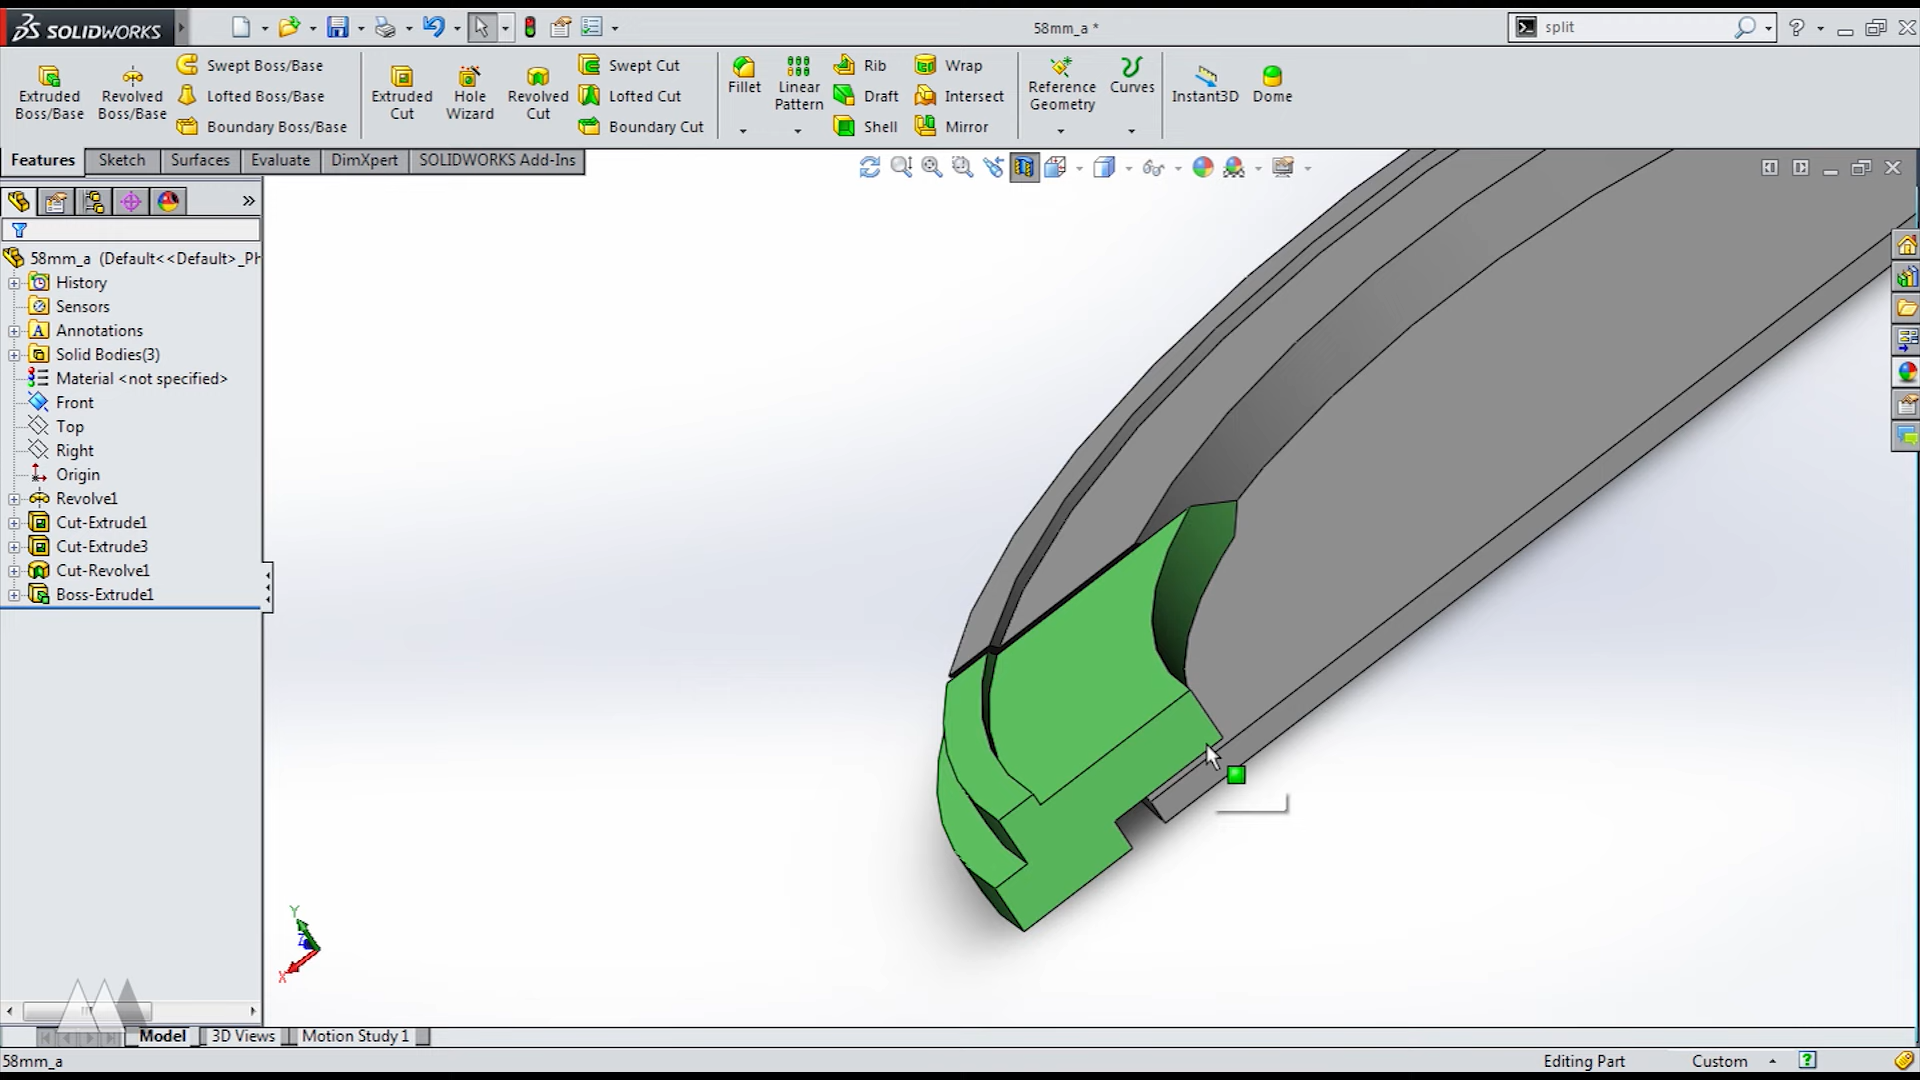 SOLIDWORKS
58mm_a *
split
Extruded Boss/Base
Revolved Boss/Base
Swept Boss/Base
Lofted Boss/Base
Boundary Boss/Base
Extruded Cut
Hole Wizard
Revolved Cut
Swept Cut
Lofted Cut
Boundary Cut
Fillet
Linear Pattern
Rib
Draft
Shell
Wrap
Intersect
Mirror
Reference Geometry
Curves
Instant3D
Dome
Features
Sketch
Surfaces
Evaluate
DimXpert
SOLIDWORKS Add-Ins
58mm_a (Default<<Default>_Ph
History
Sensors
Annotations
Solid Bodies(3)
Material <not specified>
Front
Top
Right
Origin
Revolve1
Cut-Extrude1
Cut-Extrude3
Cut-Revolve1
Boss-Extrude1
Y
Z
X
Model
3D Views
Motion Study 1
58mm_a
Editing Part
Custom